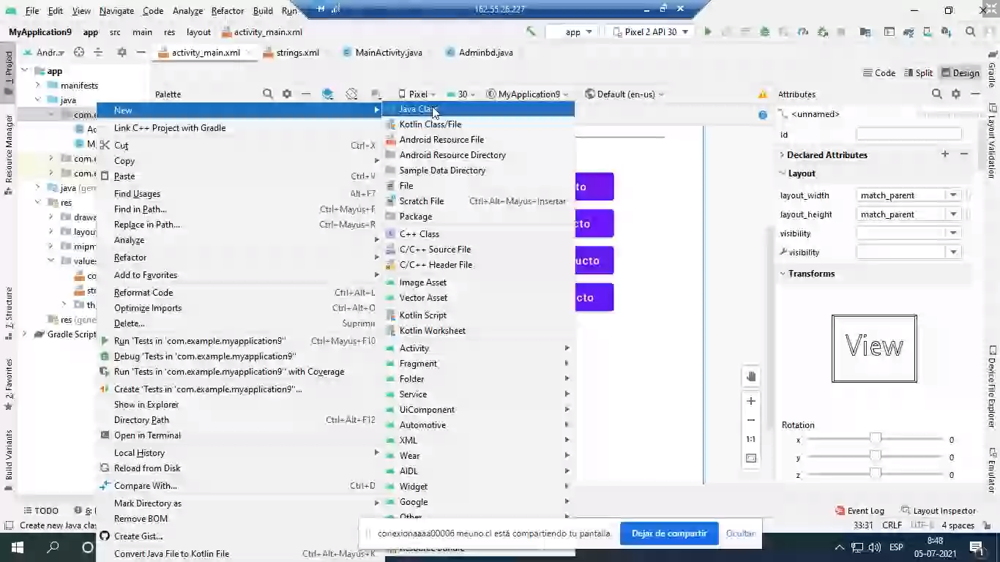 File Edit View Navigate Code Analyze Refactor Build Run
162.55.26.227
MyApplication9 app src main res layout activity_main.xml
app Pixel 2 API 30
Andr...
activity_main.xml strings.xml MainActivity.java Adminbd.java
1: Project
Resource Manager
7: Structure
2: Favorites
Build Variants
app
manifests
java
com.e
com.e
com.e
java (gen
res
drawa
layou
mipm
values
co
str
th
res (gene
Gradle Script
Palette
Pixel 30 MyApplication9 Default (en-us)
Code Split Design
New
Link C++ Project with Gradle
Cut Ctrl+X
Copy
Paste Ctrl+V
Find Usages Alt+F7
Find in Path... Ctrl+Mayús+F
Replace in Path... Ctrl+Mayús+R
Analyze
Refactor
Add to Favorites
Reformat Code Ctrl+Alt+L
Optimize Imports Ctrl+Alt+O
Delete... Suprimir
Run 'Tests in 'com.example.myapplication9'' Ctrl+Mayús+F10
Debug 'Tests in 'com.example.myapplication9''
Run 'Tests in 'com.example.myapplication9'' with Coverage
Create 'Tests in 'com.example.myapplication9''...
Show in Explorer
Directory Path Ctrl+Alt+F12
Open in Terminal
Local History
Reload from Disk
Compare With... Ctrl+D
Mark Directory as
Remove BOM
Create Gist...
Convert Java File to Kotlin File Ctrl+Alt+Mayús+K
Java Class
Kotlin Class/File
Android Resource File
Android Resource Directory
Sample Data Directory
File
Scratch File Ctrl+Alt+Mayús+Insertar
Package
C++ Class
C/C++ Source File
C/C++ Header File
Image Asset
Vector Asset
Kotlin Script
Kotlin Worksheet
Activity
Fragment
Folder
Service
UiComponent
Automotive
XML
Wear
AIDL
Widget
Google
Other
Resource Bundle
to
cto
ucto
cto
1:1
Attributes
<unnamed>
id
Declared Attributes
Layout
layout_width match_parent
layout_height match_parent
visibility
visibility
Transforms
View
Rotation
x 0
y 0
z 0
Gradle
Layout Validation
Device File Explorer
Emulator
TODO
Event Log Layout Inspector
Create new Java clas
33:31 CRLF UTF-8 4 spaces
conexionaaaa00006 meuno.cl está compartiendo tu pantalla. Dejar de compartir Ocultar
ESP
8:48
05-07-2021
1